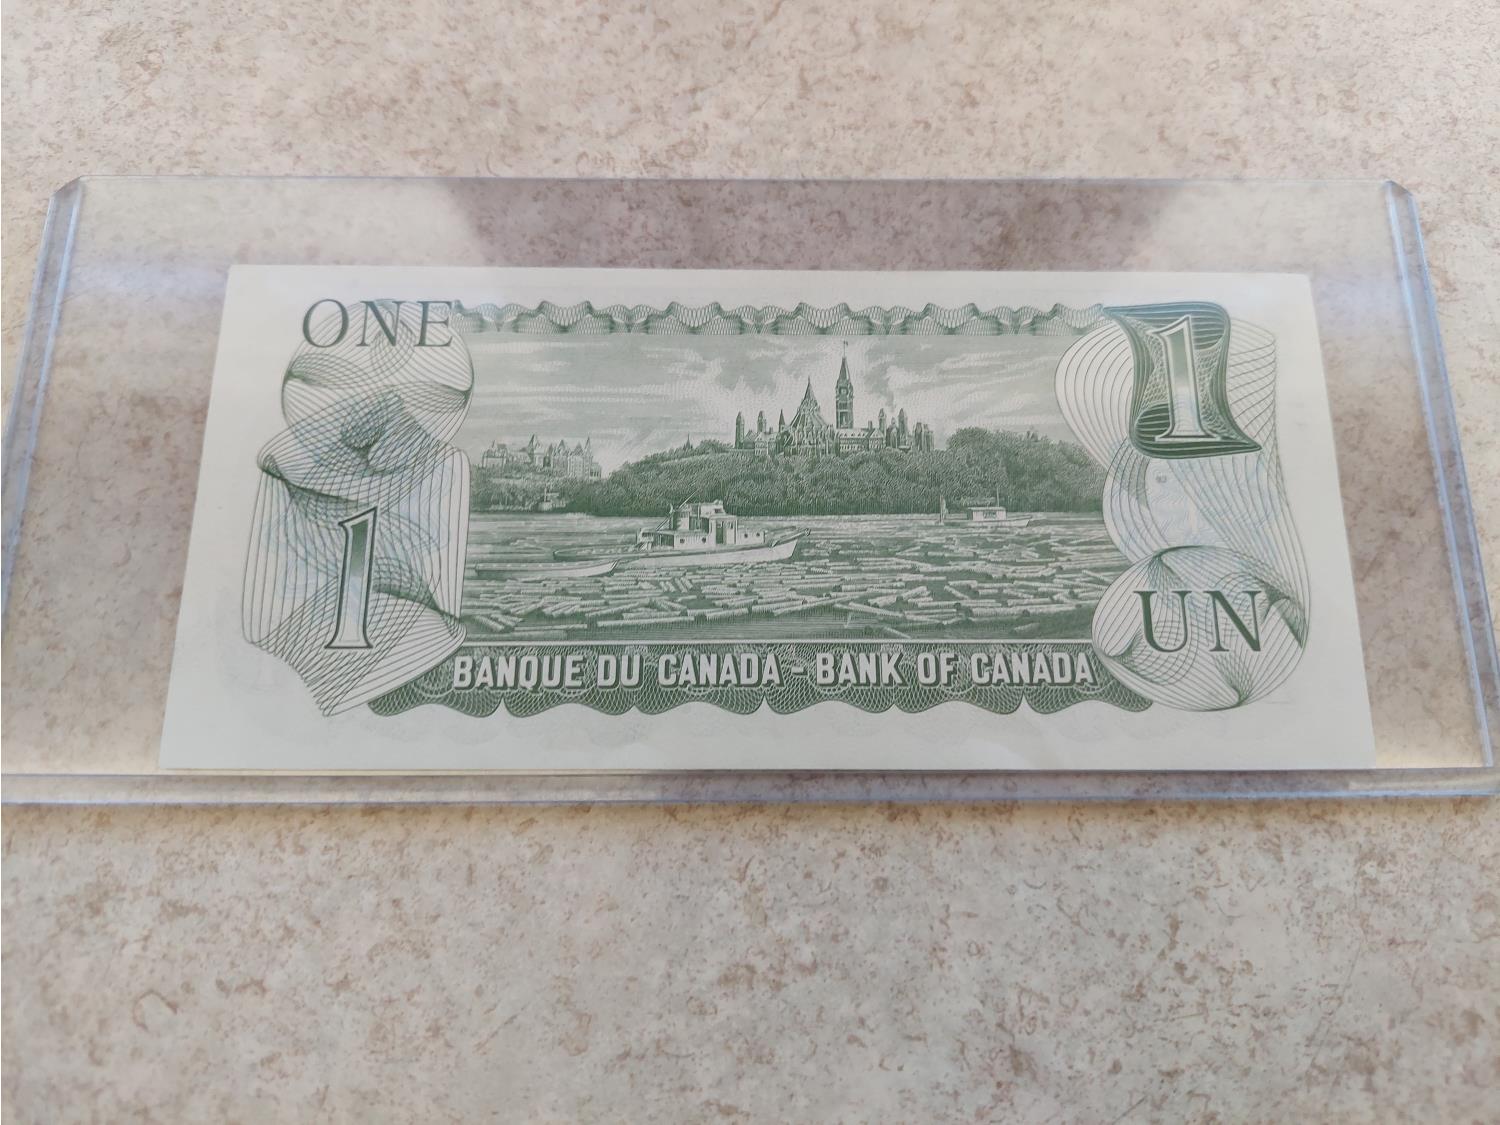 ONE
1
1
UN
BANQUE DU CANADA - BANK OF CANADA